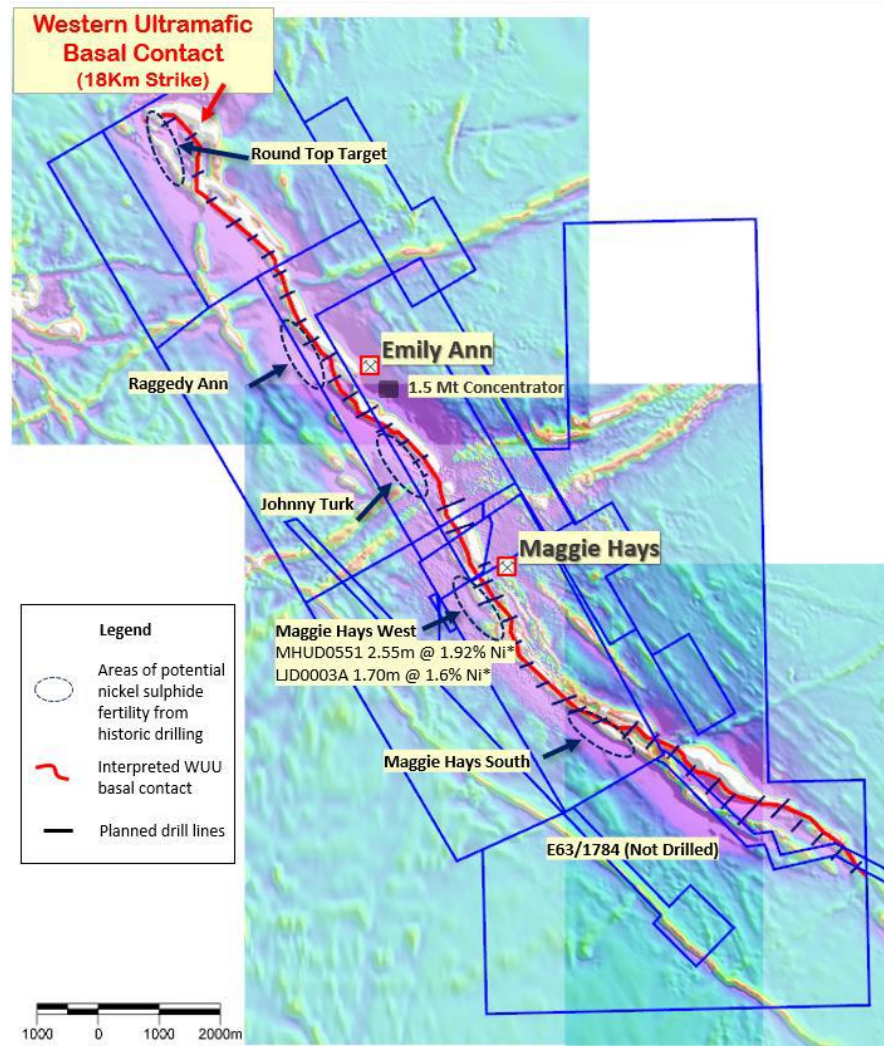 Western Ultramafic
Basal Contact
(18Km Strike)
Round Top Target
Emily Ann
1.5 Mt Concentrator
Raggedy Ann
Johnny Turk
Maggie Hays
Maggie Hays West
MHUD0551 2.55m @ 1.92% Ni*
LJD0003A 1.70m @ 1.6% Ni*
Maggie Hays South
E63/1784 (Not Drilled)
Legend
Areas of potential
nickel sulphide
fertility from
historic drilling
Interpreted WUU
basal contact
Planned drill lines
1000 0 1000 2000m